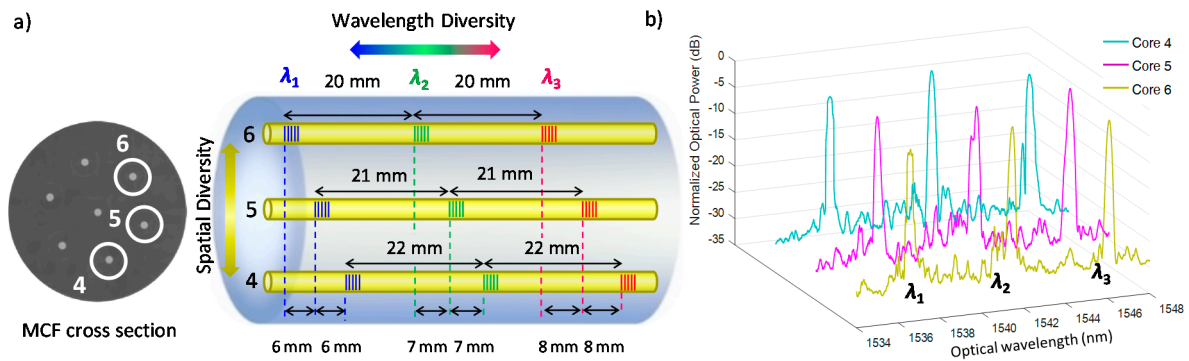 a)
Wavelength Diversity
20 mm
20 mm
λ1
λ2
λ3
6
5
4
MCF cross section
Spatial Diversity
6
5
4
21 mm
21 mm
22 mm
22 mm
6 mm
6 mm
7 mm
7 mm
8 mm
8 mm
b)
Normalized Optical Power (dB)
0
-5
-10
-15
-20
-25
-30
-35
Core 4
Core 5
Core 6
λ1
λ2
λ3
1534
1536
1538
1540
1542
1544
1546
1548
Optical wavelength (nm)